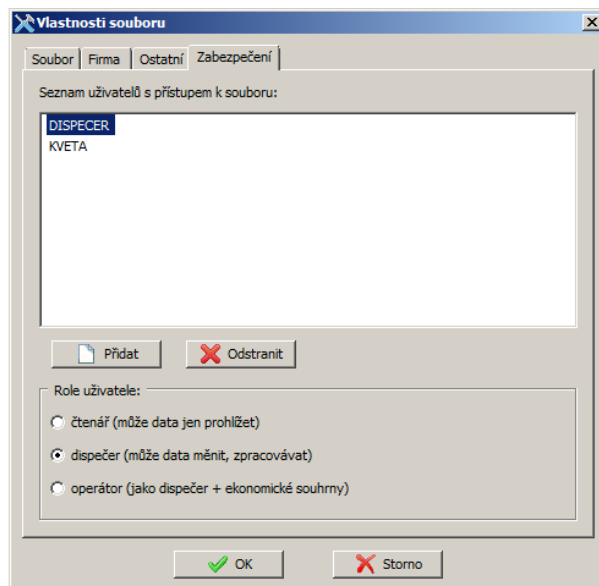 Vlastnosti souboru
Soubor Firma Ostatní Zabezpečení
Seznam uživatelů s přístupem k souboru:
DISPECER
KVETA
Přidat Odstranit
Role uživatele:
čtenář (může data jen prohlížet)
dispečer (může data měnit, zpracovávat)
operátor (jako dispečer + ekonomické souhrny)
OK Storno